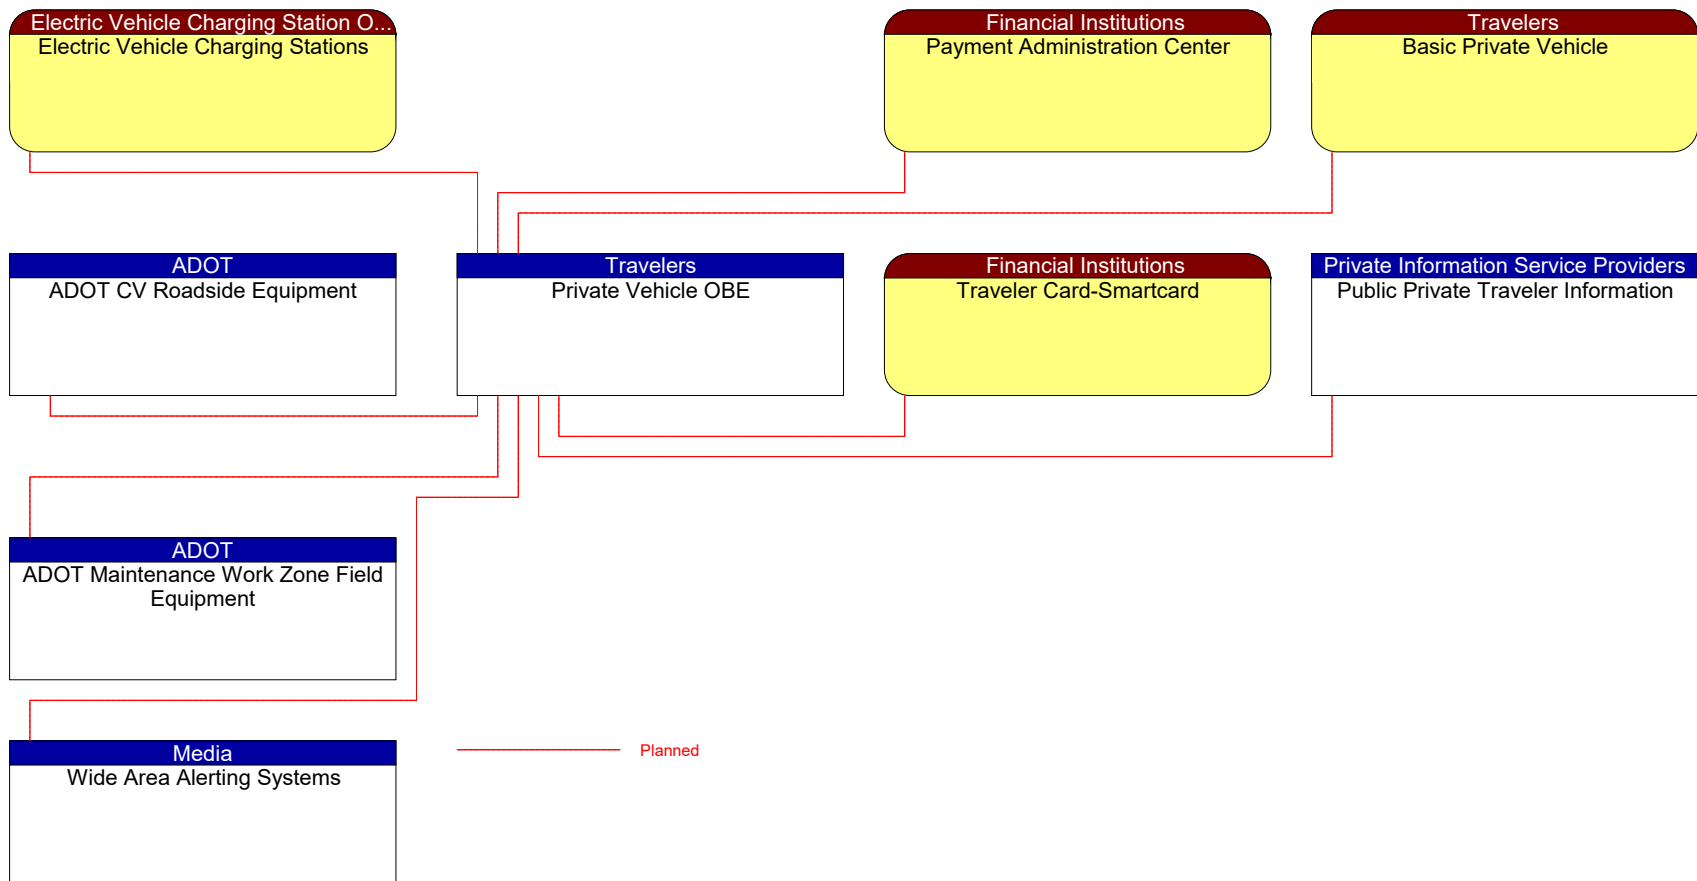 Electric Vehicle Charging Station O...
Electric Vehicle Charging Stations
Financial Institutions
Payment Administration Center
Travelers
Basic Private Vehicle
ADOT
ADOT CV Roadside Equipment
Travelers
Private Vehicle OBE
Financial Institutions
Traveler Card-Smartcard
Private Information Service Providers
Public Private Traveler Information
ADOT
ADOT Maintenance Work Zone Field
Equipment
Media
Wide Area Alerting Systems
Planned